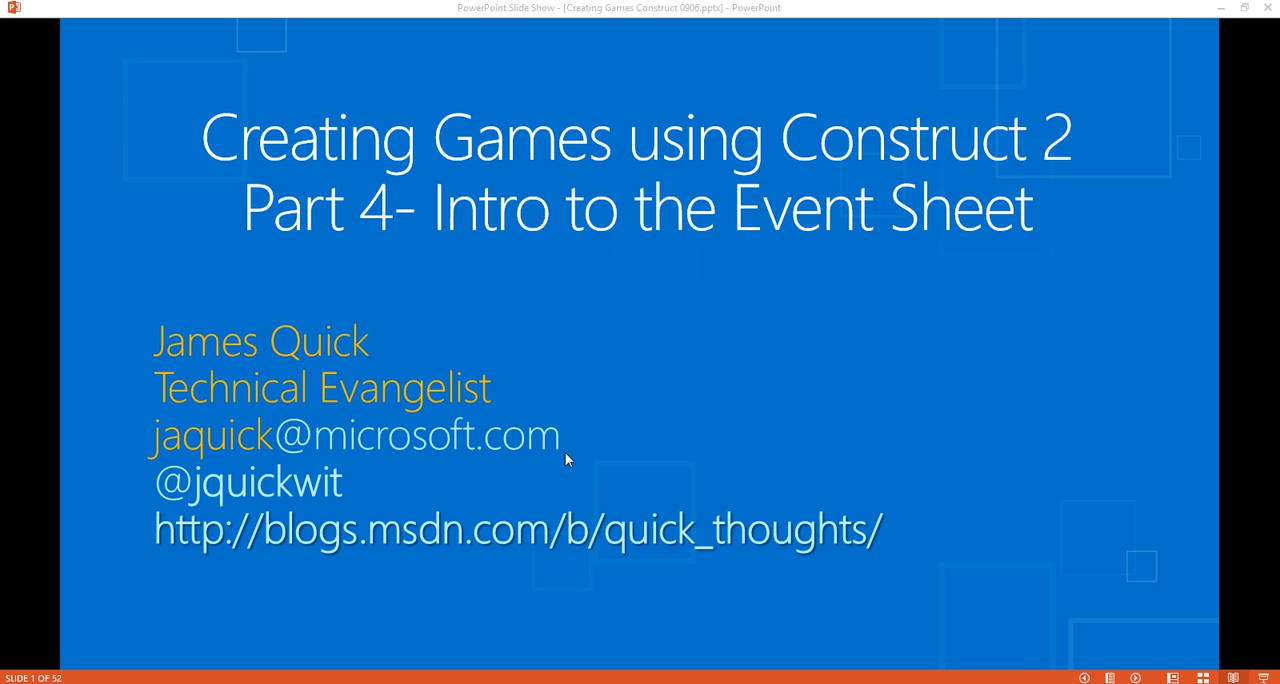 PowerPoint Slide Show - [Creating Games Construct 0906.pptx] - PowerPoint
Creating Games using Construct 2
Part 4- Intro to the Event Sheet
James Quick
Technical Evangelist
jaquick@microsoft.com
@jquickwit
http://blogs.msdn.com/b/quick_thoughts/
SLIDE 1 OF 52